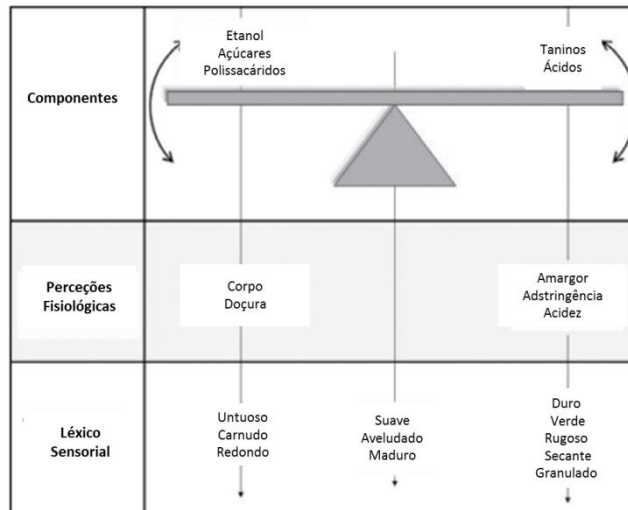 Componentes
Etanol
Açúcares
Polissacáridos
Taninos
Ácidos
Perceções
Fisiológicas
Corpo
Doçura
Amargor
Adstringência
Acidez
Léxico
Sensorial
Untuoso
Carnudo
Redondo
Suave
Aveludado
Maduro
Duro
Verde
Rugoso
Secante
Granulado